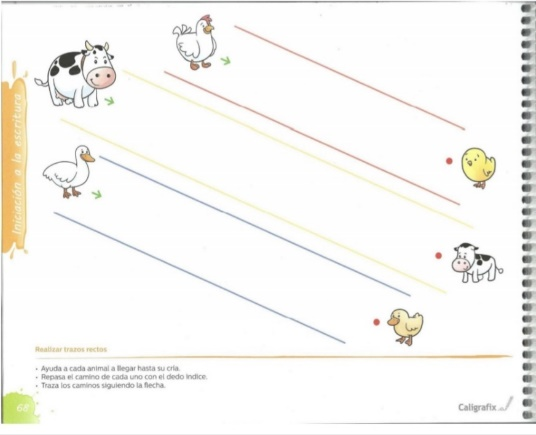 Iniciación a la escritura
Realizar trazos rectos
• Ayuda a cada animal a llegar hasta su cría.
• Repasa el camino de cada uno con el dedo índice.
• Traza los caminos siguiendo la flecha.
68
Caligrafix